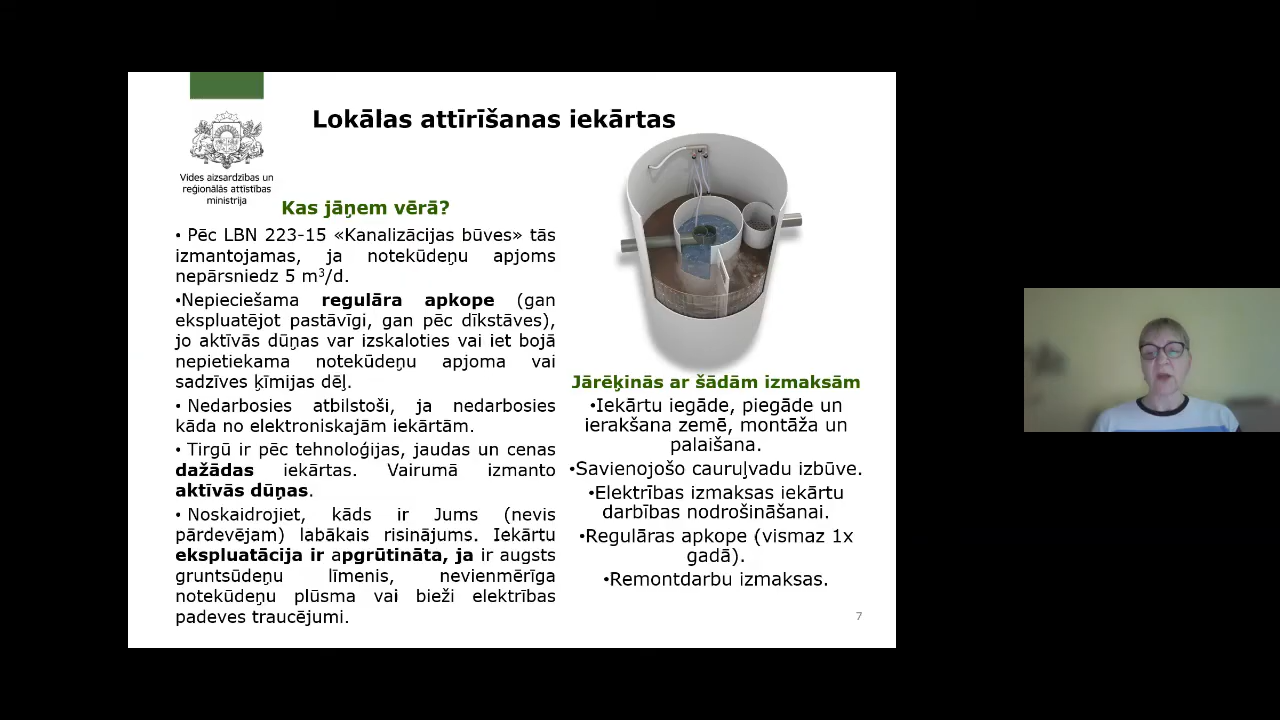 Lokālas attīrīšanas iekārtas
Vides aizsardzības un
reģionālās attīstības
ministrija
Kas jāņem vērā?
• Pēc LBN 223-15 «Kanalizācijas būves» tās
izmantojamas, ja notekūdeņu apjoms
nepārsniedz 5 m³/d.
•Nepieciešama regulāra apkope (gan
ekspluatējot pastāvīgi, gan pēc dīkstāves),
jo aktīvās dūņas var izskaloties vai iet bojā
nepietiekama notekūdeņu apjoma vai
sadzīves ķīmijas dēļ.
• Nedarbosies atbilstoši, ja nedarbosies
kāda no elektroniskajām iekārtām.
• Tirgū ir pēc tehnoloģijas, jaudas un cenas
dažādas iekārtas. Vairumā izmanto
aktīvās dūņas.
• Noskaidrojiet, kāds ir Jums (nevis
pārdevējam) labākais risinājums. Iekārtu
ekspluatācija ir apgrūtināta, ja ir augsts
gruntsūdeņu līmenis, nevienmērīga
notekūdeņu plūsma vai bieži elektrības
padeves traucējumi.
Jārēķinās ar šādām izmaksām
•Iekārtu iegāde, piegāde un
ierakšana zemē, montāža un
palaišana.
•Savienojošo cauruļvadu izbūve.
•Elektrības izmaksas iekārtu
darbības nodrošināšanai.
•Regulāras apkope (vismaz 1x
gadā).
•Remontdarbu izmaksas.
7